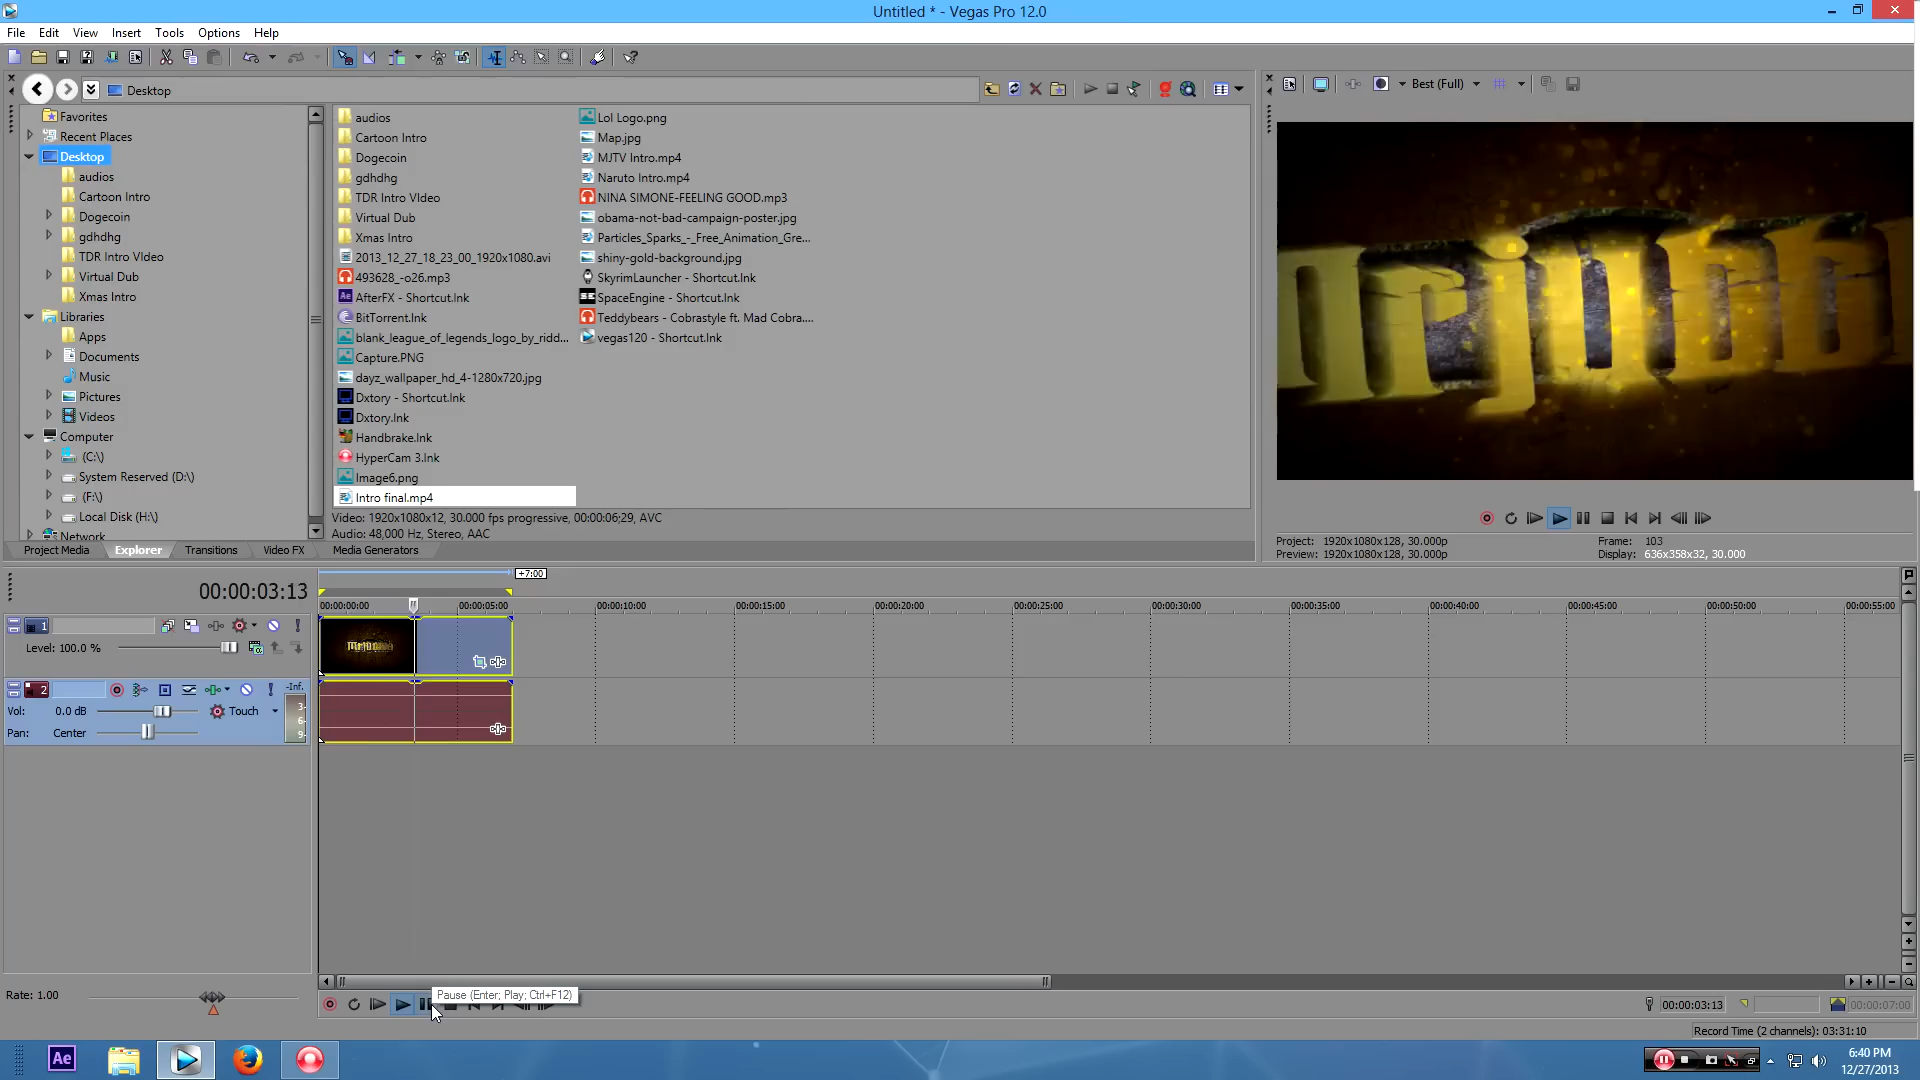 Untitled * - Vegas Pro 12.0
File Edit View Insert Tools Options Help
Desktop
Best (Full)
Favorites
Recent Places
Desktop
audios
Cartoon Intro
Dogecoin
gdhdhg
TDR Intro VIdeo
Virtual Dub
Xmas Intro
Libraries
Apps
Documents
Music
Pictures
Videos
Computer
(C:\)
System Reserved (D:\)
(F:\)
Local Disk (H:\)
Network
audios
Cartoon Intro
Dogecoin
gdhdhg
TDR Intro VIdeo
Virtual Dub
Xmas Intro
2013_12_27_18_23_00_1920x1080.avi
493628_-o26.mp3
AfterFX - Shortcut.lnk
BitTorrent.lnk
blank_league_of_legends_logo_by_ridd...
Capture.PNG
dayz_wallpaper_hd_4-1280x720.jpg
Dxtory - Shortcut.lnk
Dxtory.lnk
Handbrake.lnk
HyperCam 3.lnk
Image6.png
Intro final.mp4
Lol Logo.png
Map.jpg
MJTV Intro.mp4
Naruto Intro.mp4
NINA SIMONE-FEELING GOOD.mp3
obama-not-bad-campaign-poster.jpg
Particles_Sparks_-_Free_Animation_Gre...
shiny-gold-background.jpg
SkyrimLauncher - Shortcut.lnk
SpaceEngine - Shortcut.lnk
Teddybears - Cobrastyle ft. Mad Cobra....
vegas120 - Shortcut.lnk
Video: 1920x1080x12, 30.000 fps progressive, 00:00:06;29, AVC
Audio: 48,000 Hz, Stereo, AAC
Project Media Explorer Transitions Video FX Media Generators
Project: 1920x1080x128, 30.000p
Preview: 1920x1080x128, 30.000p
Frame: 103
Display: 636x358x32, 30.000
00:00:03:13
+7:00
00:00:00:00 00:00:05:00 00:00:10:00 00:00:15:00 00:00:20:00 00:00:25:00 00:00:30:00 00:00:35:00 00:00:40:00 00:00:45:00 00:00:50:00 00:00:55:00
1
Level: 100.0 %
2
-Inf.
Vol: 0.0 dB Touch
Pan: Center
3
6
9
Rate: 1.00
Pause (Enter; Play; Ctrl+F12)
00:00:03:13
00:00:07:00
Record Time (2 channels): 03:31:10
Ae
6:40 PM
12/27/2013